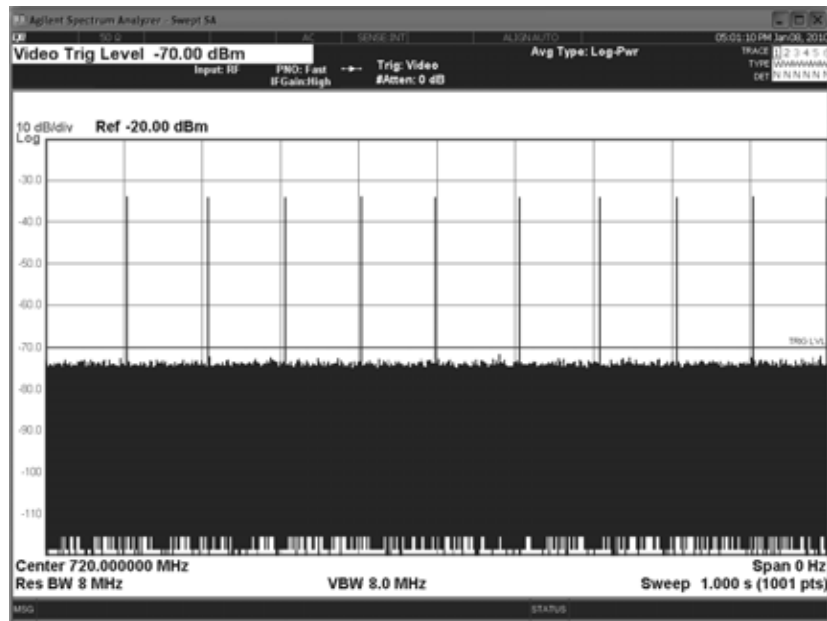 Agilent Spectrum Analyzer - Swept SA
50 Ω AC SENSE:INT ALIGN AUTO 05:01:10 PM Jan 08, 2010
Video Trig Level -70.00 dBm
Input: RF
PNO: Fast
IFGain:High
Trig: Video
#Atten: 0 dB
Avg Type: Log-Pwr
TRACE 1 2 3 4 5 6
TYPE
DET N N N N N N
10 dB/div Ref -20.00 dBm
Log
-30.0
-40.0
-50.0
-60.0
-70.0
TRIG LVL
-80.0
-90.0
-100
-110
Center 720.000000 MHz Span 0 Hz
Res BW 8 MHz VBW 8.0 MHz Sweep 1.000 s (1001 pts)
MSG STATUS